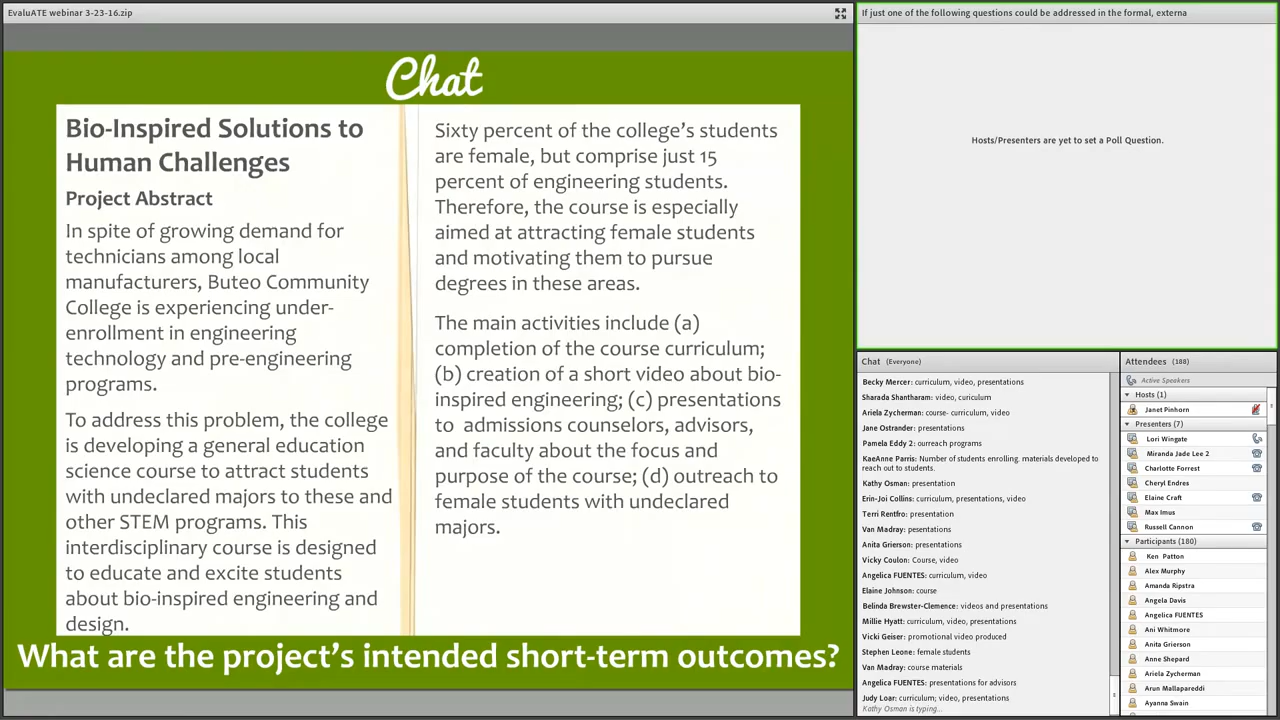 EvaluATE webinar 3-23-16.zip
Chat
Bio-Inspired Solutions to
Human Challenges
Project Abstract
In spite of growing demand for
technicians among local
manufacturers, Buteo Community
College is experiencing under-
enrollment in engineering
technology and pre-engineering
programs.
To address this problem, the college
is developing a general education
science course to attract students
with undeclared majors to these and
other STEM programs. This
interdisciplinary course is designed
to educate and excite students
about bio-inspired engineering and
design.
Sixty percent of the college's students
are female, but comprise just 15
percent of engineering students.
Therefore, the course is especially
aimed at attracting female students
and motivating them to pursue
degrees in these areas.
The main activities include (a)
completion of the course curriculum;
(b) creation of a short video about bio-
inspired engineering; (c) presentations
to admissions counselors, advisors,
and faculty about the focus and
purpose of the course; (d) outreach to
female students with undeclared
majors.
What are the project's intended short-term outcomes?
If just one of the following questions could be addressed in the formal, externa
Hosts/Presenters are yet to set a Poll Question.
Chat (Everyone)
Becky Mercer: curriculum, video, presentations
Sharada Shantharam: video, curiculum
Ariela Zycherman: course- curriculum, video
Jane Ostrander: presentations
Pamela Eddy 2: outreach programs
KaeAnne Parris: Number of students enrolling. materials developed to
reach out to students.
Kathy Osman: presentation
Erin-Joi Collins: curriculum, presentations, video
Terri Rentfro: presentation
Van Madray: pesentations
Anita Grierson: presentations
Vicky Coulon: Course, video
Angelica FUENTES: curriculum, video
Elaine Johnson: course
Belinda Brewster-Clemence: videos and presentations
Millie Hyatt: curriculum, video, presentations
Vicki Geiser: promotional video produced
Stephen Leone: female students
Van Madray: course materials
Angelica FUENTES: presentations for advisors
Judy Loar: curriculum; video, presentations
Kathy Osman is typing...
Attendees (188)
Active Speakers
Hosts (1)
Janet Pinhorn
Presenters (7)
Lori Wingate
Miranda Jade Lee 2
Charlotte Forrest
Cheryl Endres
Elaine Craft
Max Imus
Russell Cannon
Participants (180)
Ken Patton
Alex Murphy
Amanda Ripstra
Angela Davis
Angelica FUENTES
Ani Whitmore
Anita Grierson
Anne Shepard
Ariela Zycherman
Arun Mallapareddi
Ayanna Swain